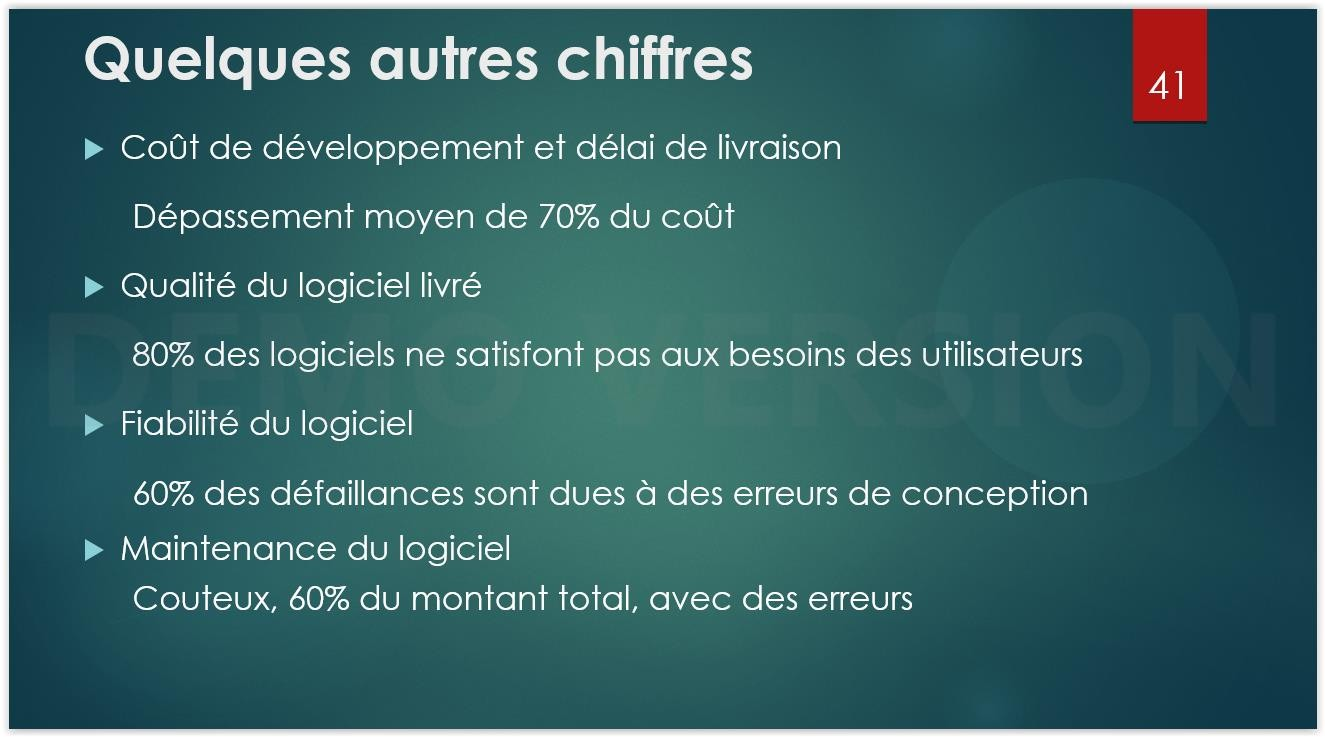 Quelques autres chiffres
41
Coût de développement et délai de livraison
Dépassement moyen de 70% du coût
Qualité du logiciel livré
80% des logiciels ne satisfont pas aux besoins des utilisateurs
DEMO VERSION
Fiabilité du logiciel
60% des défaillances sont dues à des erreurs de conception
Maintenance du logiciel
Couteux, 60% du montant total, avec des erreurs